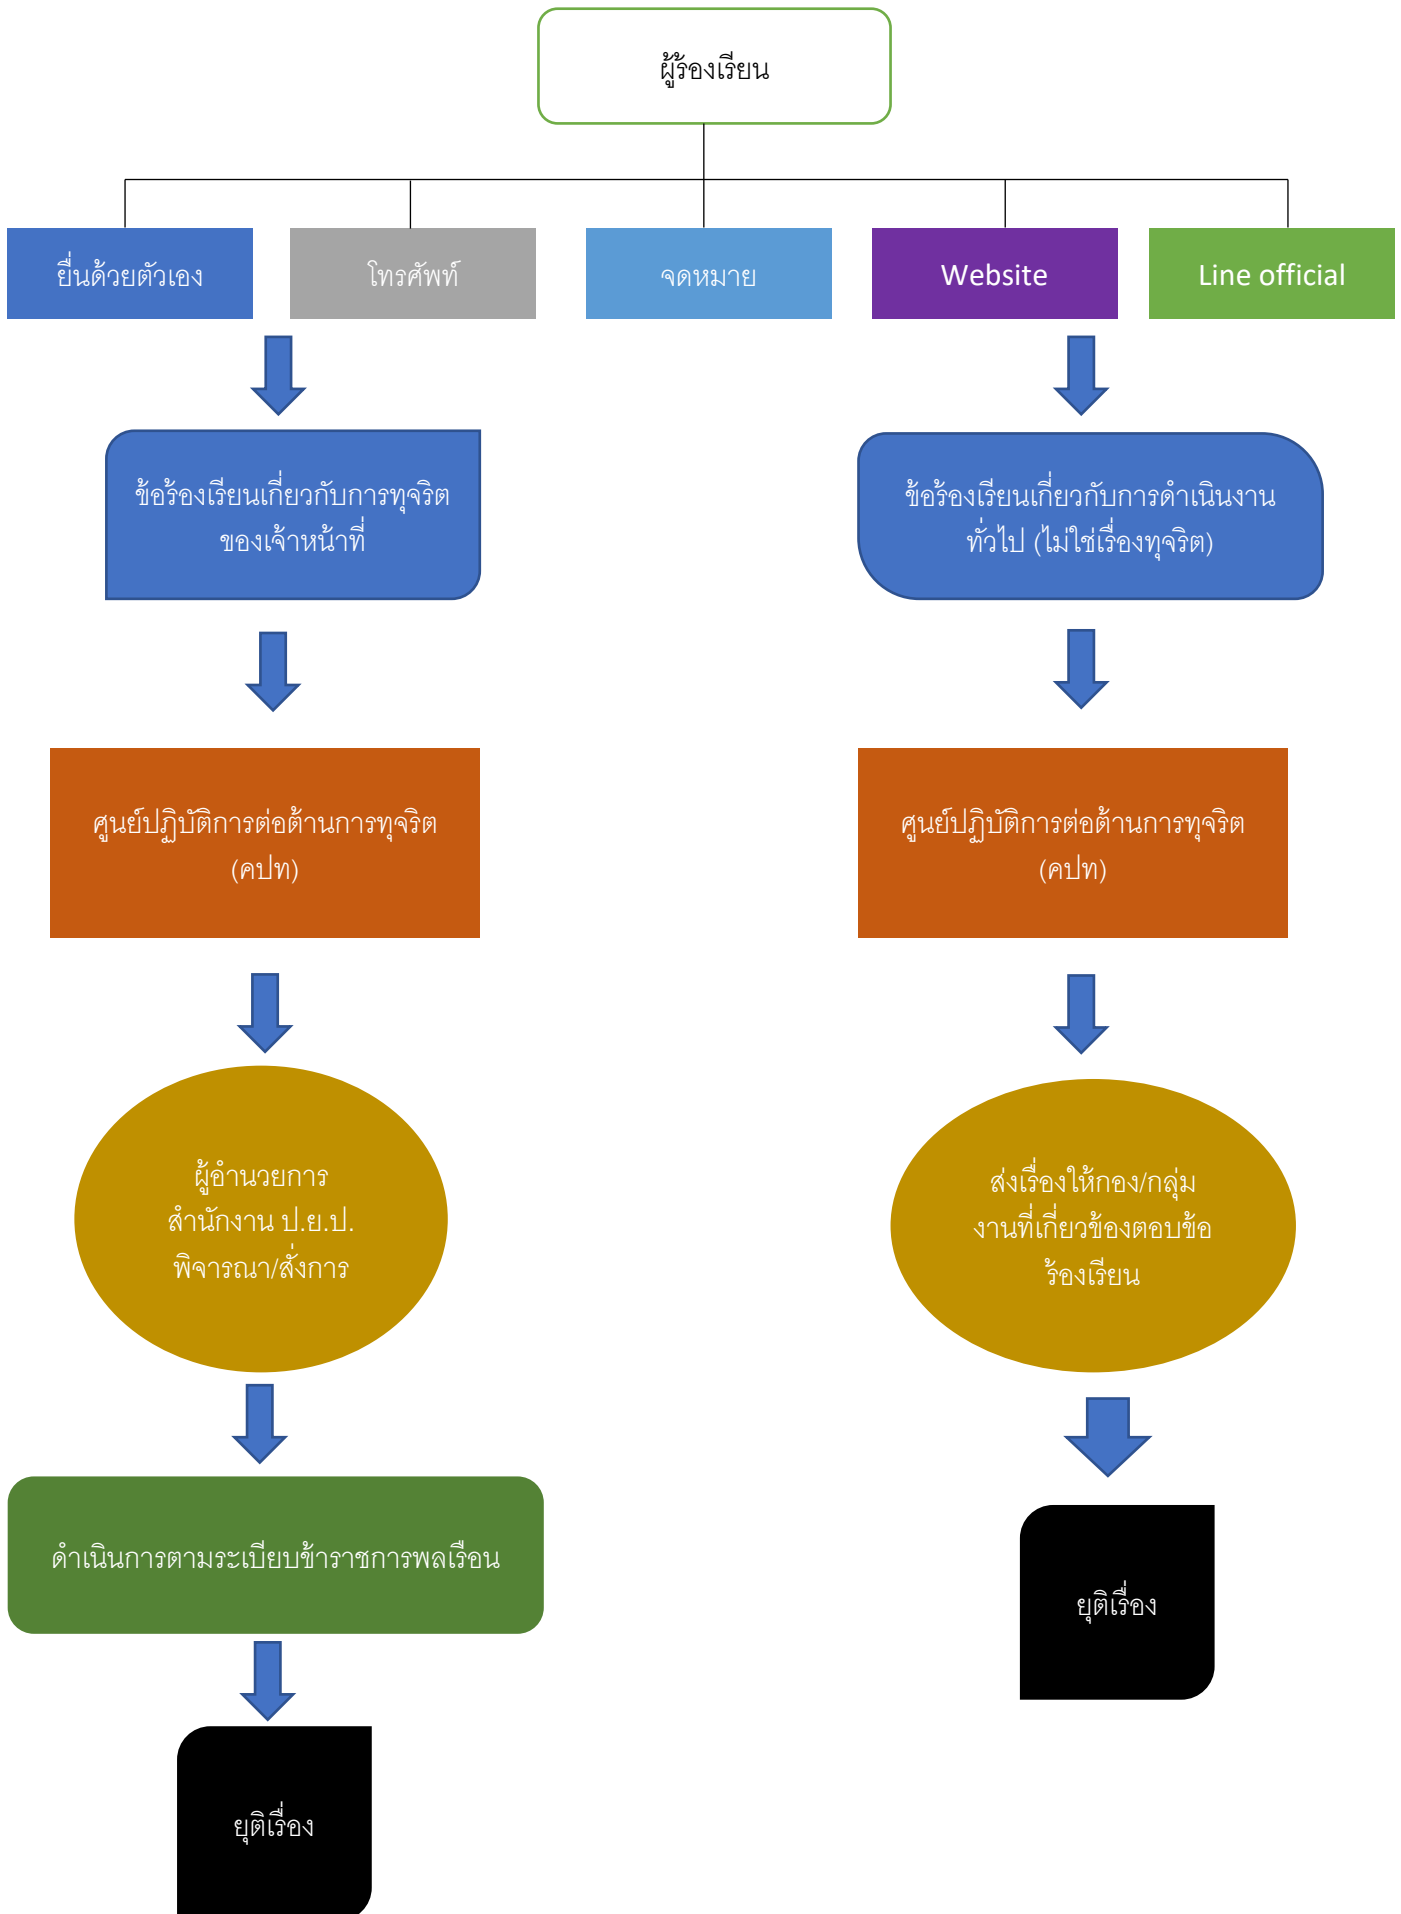 ผู้ร้องเรียน
ยื่นด้วยตัวเอง
โทรศัพท์
จดหมาย
Website
Line official
ข้อร้องเรียนเกี่ยวกับการทุจริต
ของเจ้าหน้าที่
ข้อร้องเรียนเกี่ยวกับการดำเนินงาน
ทั่วไป (ไม่ใช่เรื่องทุจริต)
ศูนย์ปฏิบัติการต่อต้านการทุจริต
(คปท)
ศูนย์ปฏิบัติการต่อต้านการทุจริต
(คปท)
ผู้อำนวยการ
สำนักงาน ป.ย.ป.
พิจารณา/สั่งการ
ส่งเรื่องให้กอง/กลุ่ม
งานที่เกี่ยวข้องตอบข้อ
ร้องเรียน
ดำเนินการตามระเบียบข้าราชการพลเรือน
ยุติเรื่อง
ยุติเรื่อง